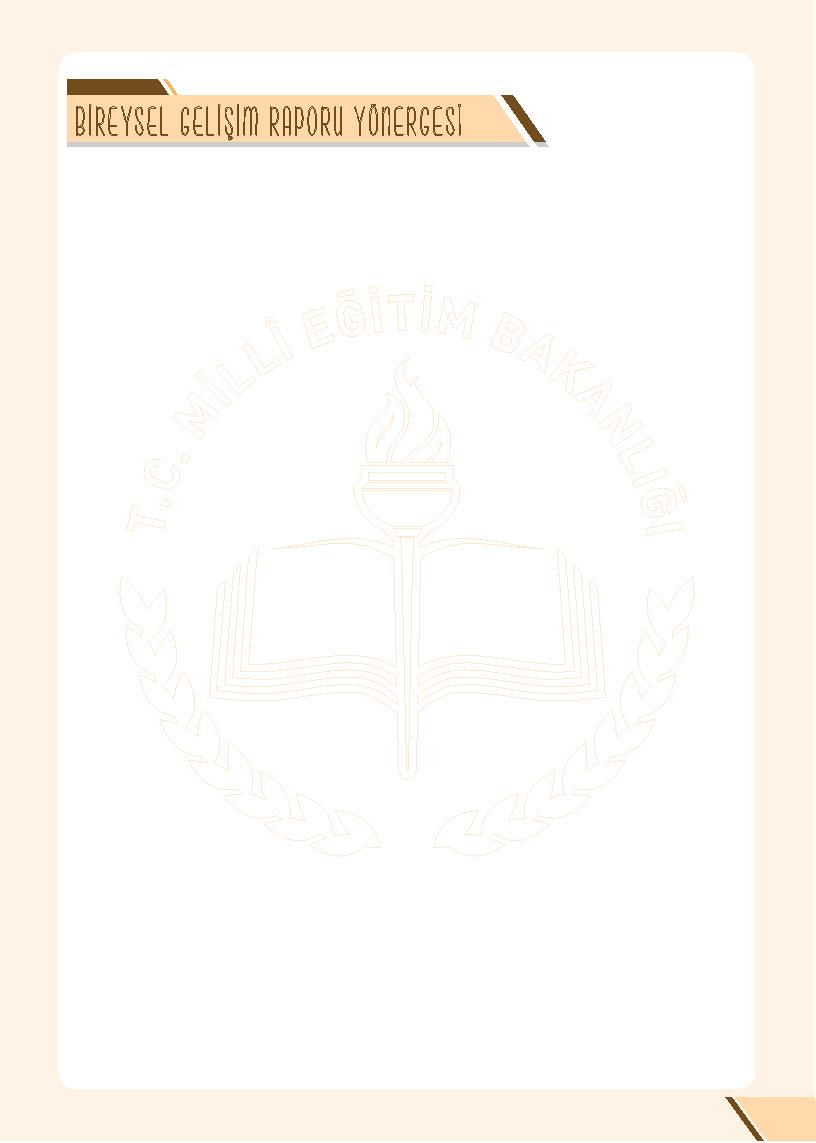 BİREYSEL GELİŞİM RAPORU YÖNERGESİ
T.C. MİLLÎ EĞİTİM BAKANLIĞI